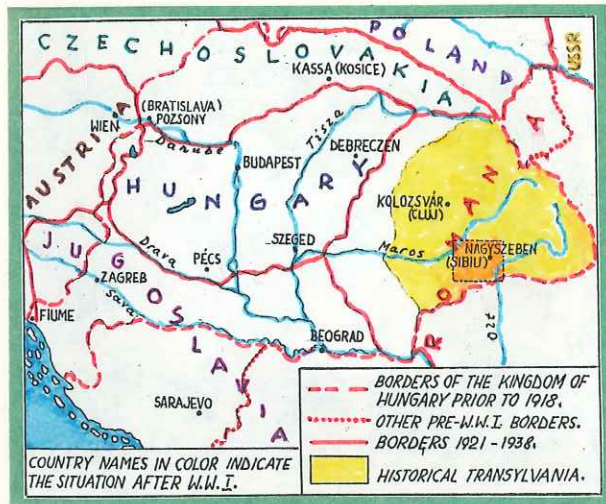 CZECHOSLOVAKIA
POLAND
USSR
KASSA (KOSICE)
(BRATISLAVA)
POZSONY
WIEN
AUSTRIA
Danube
Tisza
DEBRECZEN
BUDAPEST
HUNGARY
KOLOZSVÁR
(CLUJ)
ROMANIA
JUGOSLAVIA
Drava
PÉCS
SZEGED
Maros
NAGYSZEBEN
(SIBIU)
ZAGREB
Sava
FIUME
BEOGRAD
Olt
SARAJEVO
COUNTRY NAMES IN COLOR INDICATE
THE SITUATION AFTER W.W.I.
BORDERS OF THE KINGDOM OF
HUNGARY PRIOR TO 1918.
OTHER PRE-W.W.I BORDERS.
BORDERS 1921-1938.
HISTORICAL TRANSYLVANIA.